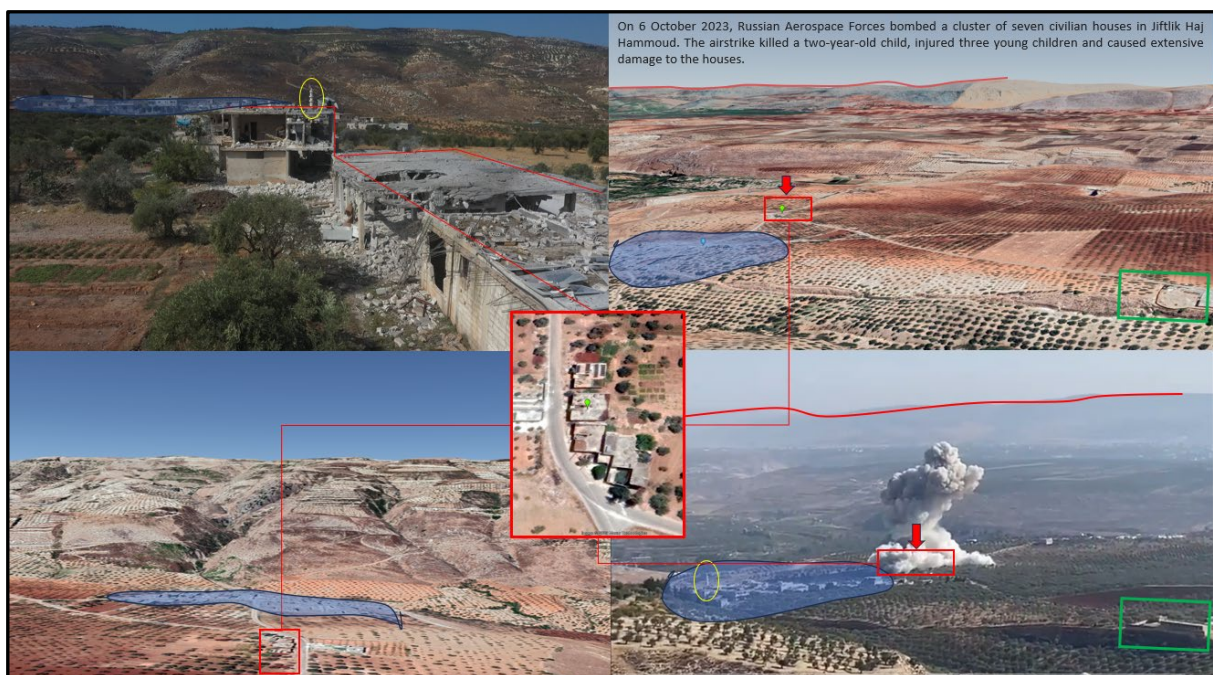 On 6 October 2023, Russian Aerospace Forces bombed a cluster of seven civilian houses in Jiftlik Haj
Hammoud. The airstrike killed a two-year-old child, injured three young children and caused extensive
damage to the houses.